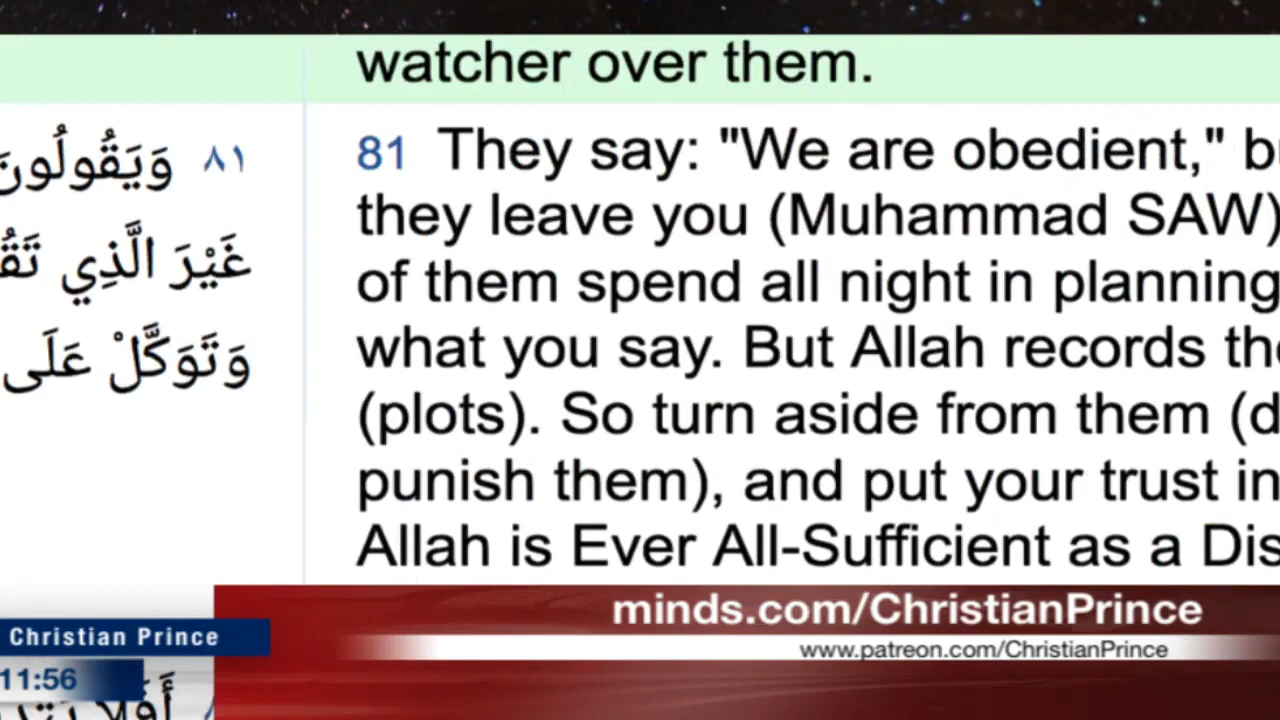 watcher over them.
٨١ وَيَقُولُونَ
غَيْرَ الَّذِي
وَتَوَكَّلْ عَلَى
81 They say: "We are obedient,"
they leave you (Muhammad SAW)
of them spend all night in planning
what you say. But Allah records
(plots). So turn aside from them
punish them), and put your trust in
Allah is Ever All-Sufficient as a
minds.com/ChristianPrince
Christian Prince
www.patreon.com/ChristianPrince
11:56